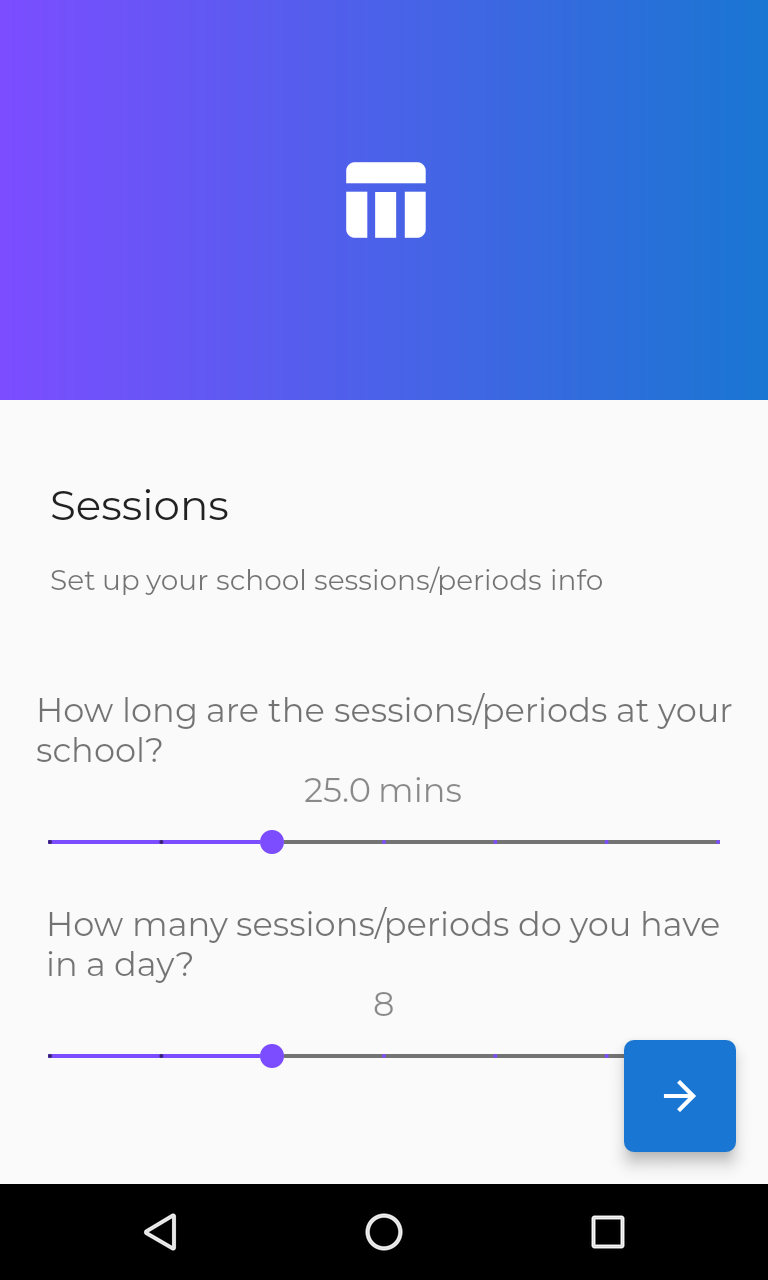 Sessions
Set up your school sessions/periods info
How long are the sessions/periods at your
school?
25.0 mins
How many sessions/periods do you have
in a day?
8